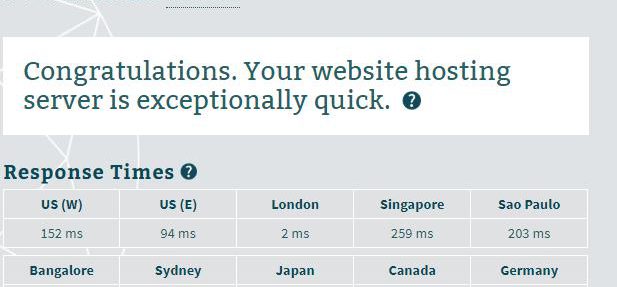 Congratulations. Your website hosting
server is exceptionally quick. ?
Response Times ?
US (W) US (E) London Singapore Sao Paulo
152 ms 94 ms 2 ms 259 ms 203 ms
Bangalore Sydney Japan Canada Germany